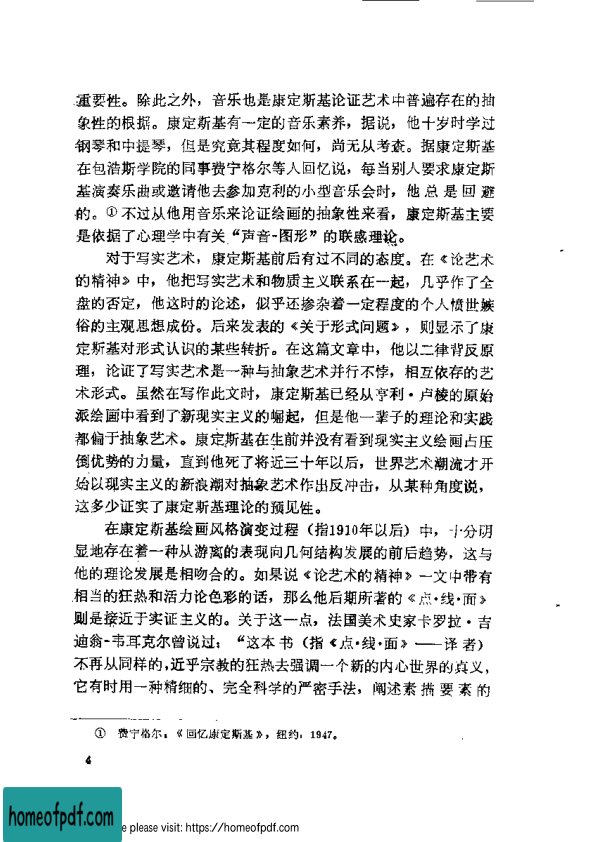 重要性。除此之外，音乐也是康定斯基论证艺术中普遍存在的抽
象性的根据。康定斯基有一定的音乐素养，据说，他十岁时学过
钢琴和中提琴，但是究竟其程度如何，尚无从考查。据康定斯基
在包浩斯学院的同事费宁格尔等人回忆说，每当别人要求康定斯
基演奏乐曲或邀请他去参加克利的小型音乐会时，他总是回避
的。①不过从他用音乐来论证绘画的抽象性来看，康定斯基主要
是依据了心理学中有关“声音-图形”的联感理论。
对于写实艺术，康定斯基前后有过不同的态度。在《论艺术
的精神》中，他把写实艺术和物质主义联系在一起，几乎作了全
盘的否定，他这时的论述，似乎还掺杂着一定程度的个人愤世嫉
俗的主观思想成份。后来发表的《关于形式问题》，则显示了康
定斯基对形式认识的某些转折。在这篇文章中，他以二律背反原
理，论证了写实艺术是一种与抽象艺术并行不悖，相互依存的艺
术形式。虽然在写作此文时，康定斯基已经从亨利·卢梭的原始
派绘画中看到了新现实主义的崛起，但是他一辈子的理论和实践
都偏于抽象艺术。康定斯基在生前并没有看到现实主义绘画占压
倒优势的力量，直到他死了将近三十年以后，世界艺术潮流才开
始以现实主义的新浪潮对抽象艺术作出反冲击，从某种角度说，
这多少证实了康定斯基理论的预见性。
在康定斯基绘画风格演变过程（指1910年以后）中，十分明
显地存在着一种从游离的表现向几何结构发展的前后趋势，这与
他的理论发展是相吻合的。如果说《论艺术的精神》一文中带有
相当的狂热和活力论色彩的话，那么他后期所著的《点·线·面》
则是接近于实证主义的。关于这一点，法国美术史家卡罗拉·吉
迪翁-韦耳克尔曾说过：“这本书（指《点·线·面》——译者）
不再从同样的，近乎宗教的狂热去强调一个新的内心世界的真义，
它有时用一种精细的、完全科学的严密手法，阐述素描要素的
① 费宁格尔：《回忆康定斯基》，纽约，1947。
4
homeofpdf.com
e please visit: https://homeofpdf.com